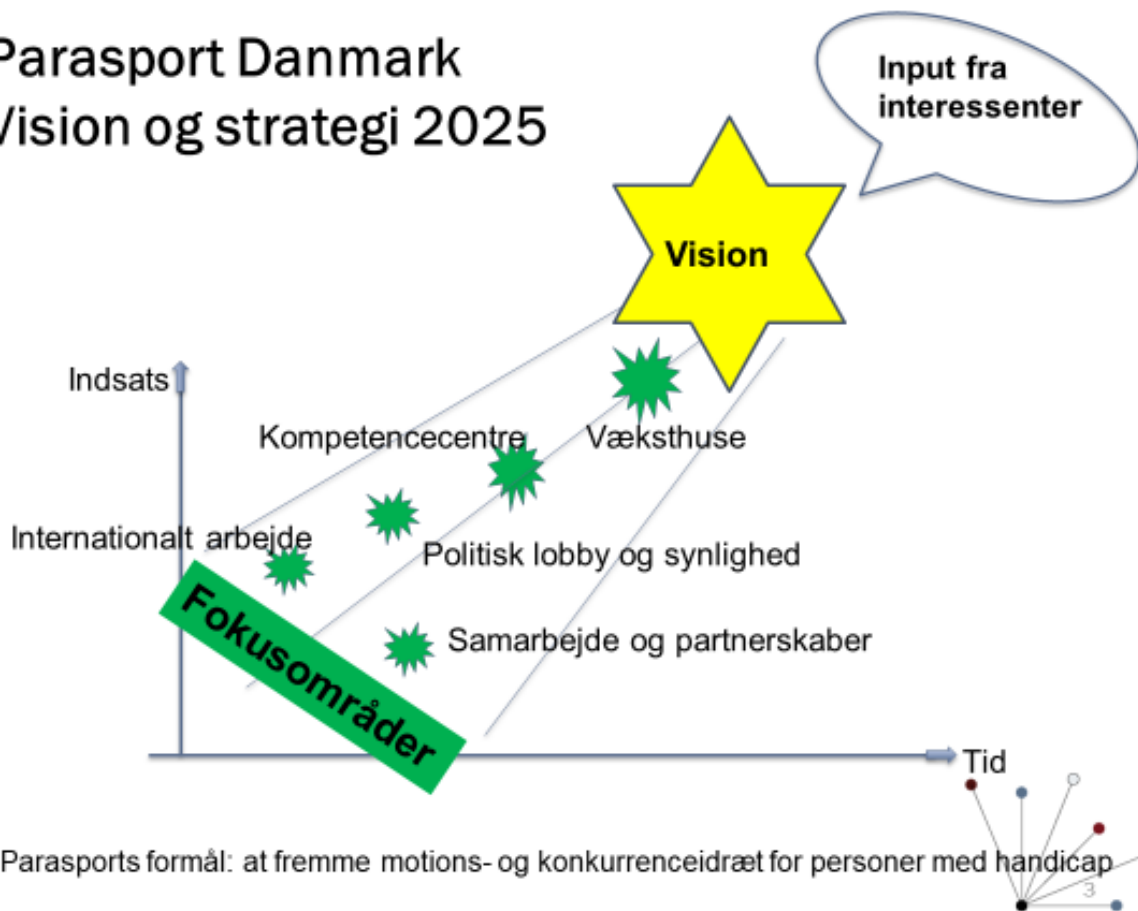 Parasport Danmark
Vision og strategi 2025
Input fra
interessenter
Vision
Indsats
Kompetencecentre
Væksthuse
Internationalt arbejde
Politisk lobby og synlighed
Fokusområder
Samarbejde og partnerskaber
Tid
Parasports formål: at fremme motions- og konkurrenceidræt for personer med handicap
3